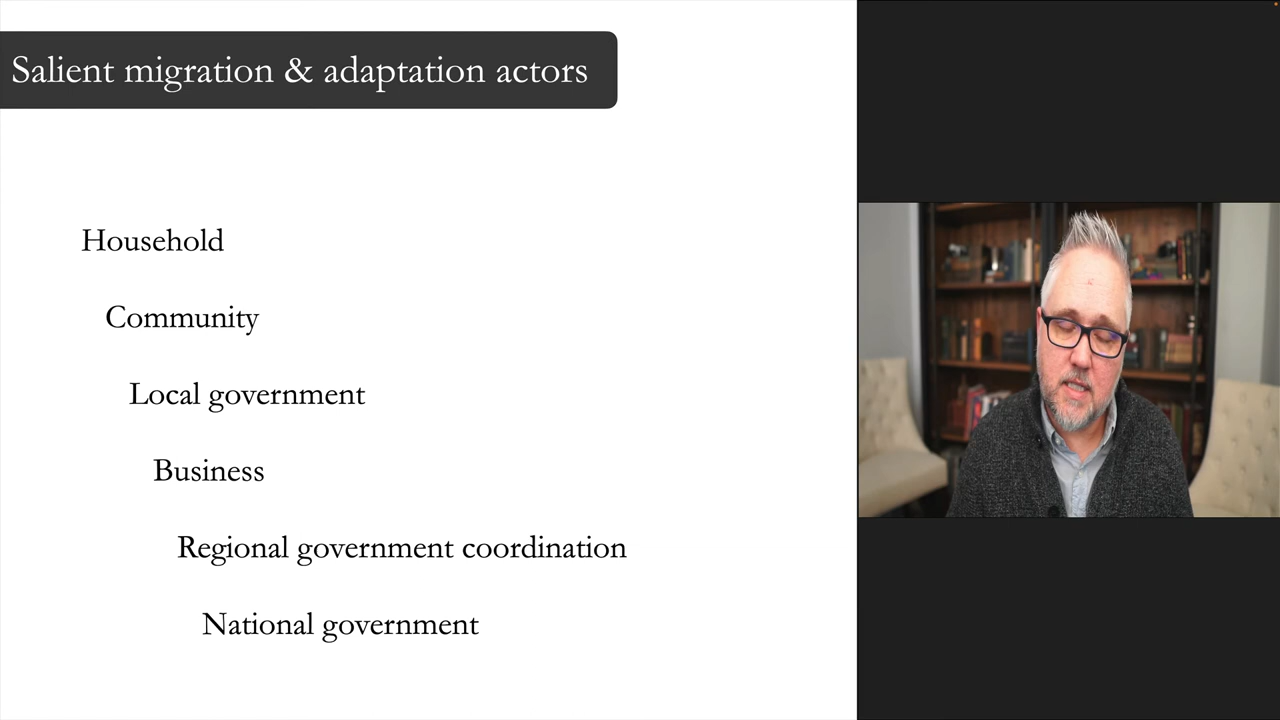 Salient migration & adaptation actors
Household
Community
Local government
Business
Regional government coordination
National government